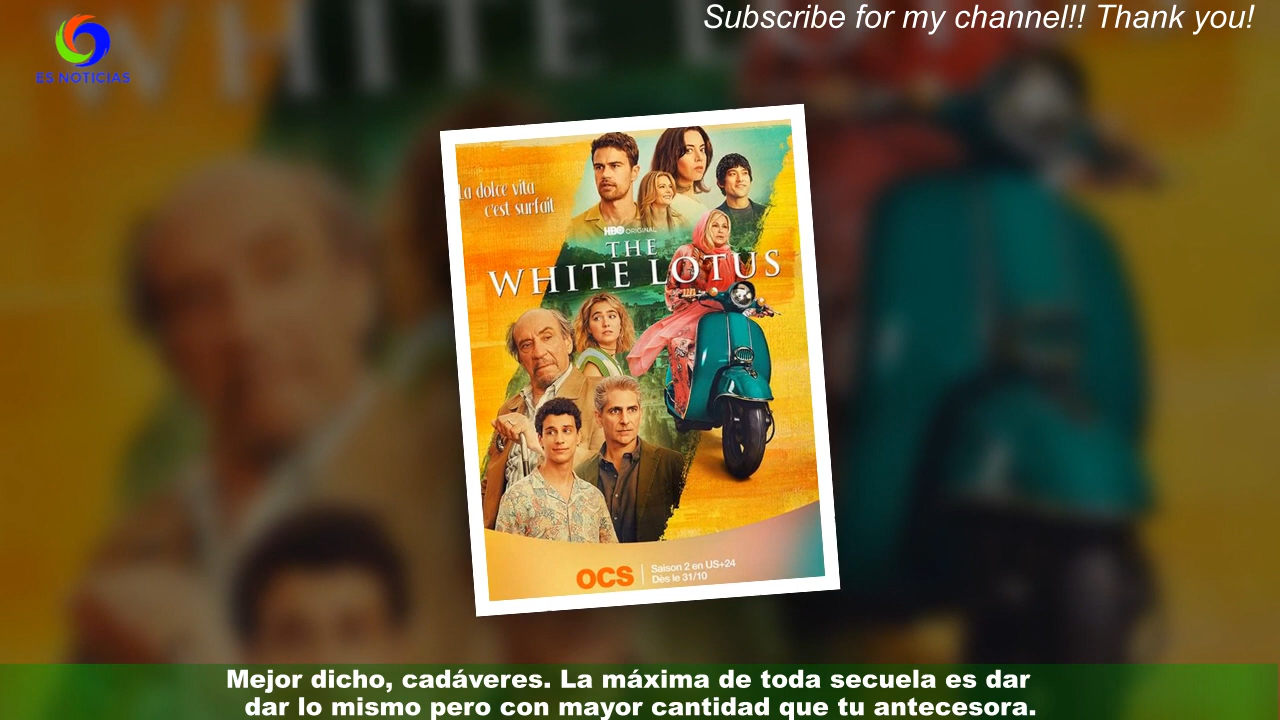 Subscribe for my channel!! Thank you!
ES NOTICIAS
La dolce vita
c'est surfait
HBO ORIGINAL
THE
WHITE LOTUS
OCS
Saison 2 en US+24
Dès le 31/10
Mejor dicho, cadáveres. La máxima de toda secuela es dar
dar lo mismo pero con mayor cantidad que tu antecesora.